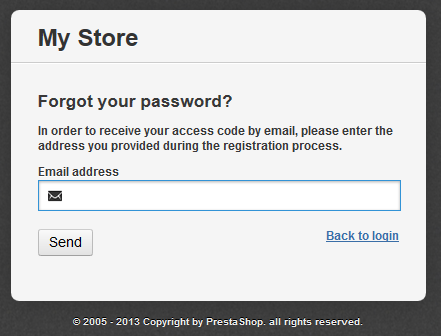 My Store
Forgot your password?
In order to receive your access code by email, please enter the
address you provided during the registration process.
Email address
Send
Back to login
© 2005 - 2013 Copyright by PrestaShop. all rights reserved.